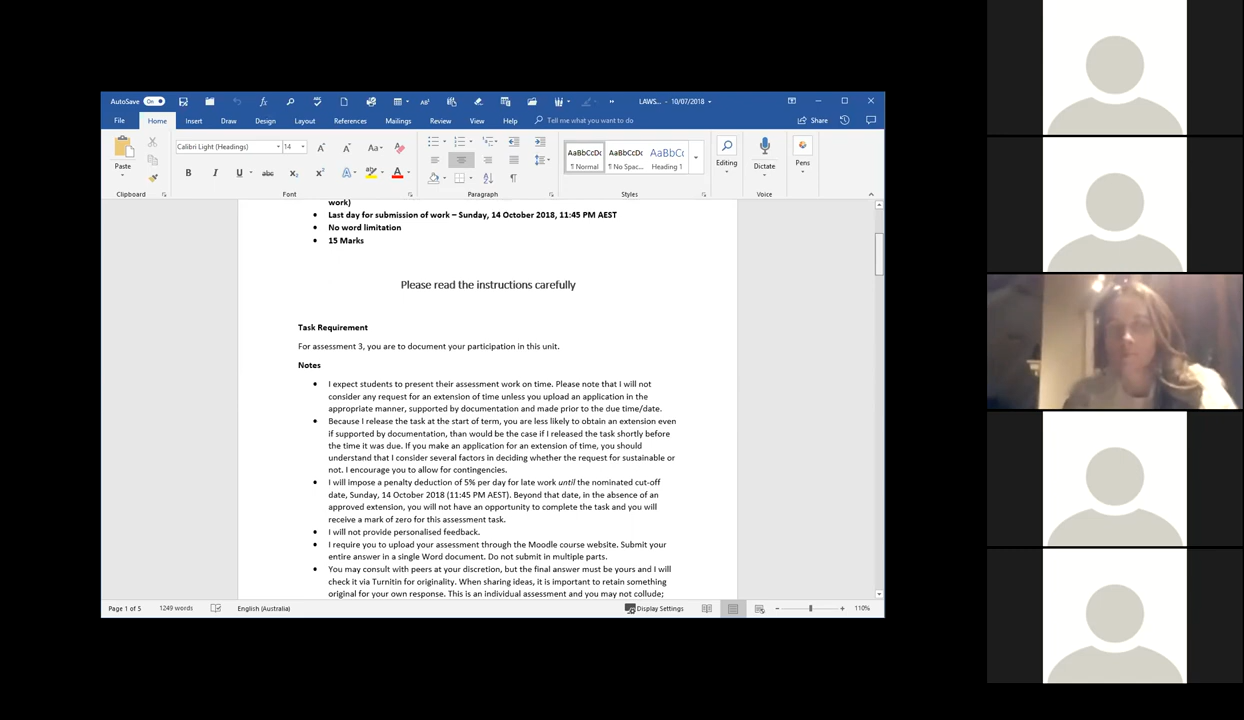 AutoSave On LAWS... - 10/07/2018
File Home Insert Draw Design Layout References Mailings Review View Help Tell me what you want to do Share
Paste
Calibri Light (Headings) 14
AaBbCcDc AaBbCcDc AaBbCc
¶ Normal ¶ No Spac... Heading 1
Editing Dictate Pens
Clipboard Font Paragraph Styles Voice
work)
• Last day for submission of work – Sunday, 14 October 2018, 11:45 PM AEST
• No word limitation
• 15 Marks
Please read the instructions carefully
Task Requirement
For assessment 3, you are to document your participation in this unit.
Notes
• I expect students to present their assessment work on time. Please note that I will not
consider any request for an extension of time unless you upload an application in the
appropriate manner, supported by documentation and made prior to the due time/date.
• Because I release the task at the start of term, you are less likely to obtain an extension even
if supported by documentation, than would be the case if I released the task shortly before
the time it was due. If you make an application for an extension of time, you should
understand that I consider several factors in deciding whether the request for sustainable or
not. I encourage you to allow for contingencies.
• I will impose a penalty deduction of 5% per day for late work until the nominated cut-off
date, Sunday, 14 October 2018 (11:45 PM AEST). Beyond that date, in the absence of an
approved extension, you will not have an opportunity to complete the task and you will
receive a mark of zero for this assessment task.
• I will not provide personalised feedback.
• I require you to upload your assessment through the Moodle course website. Submit your
entire answer in a single Word document. Do not submit in multiple parts.
• You may consult with peers at your discretion, but the final answer must be yours and I will
check it via Turnitin for originality. When sharing ideas, it is important to retain something
original for your own response. This is an individual assessment and you may not collude;
Page 1 of 5 1249 words English (Australia) Display Settings 110%